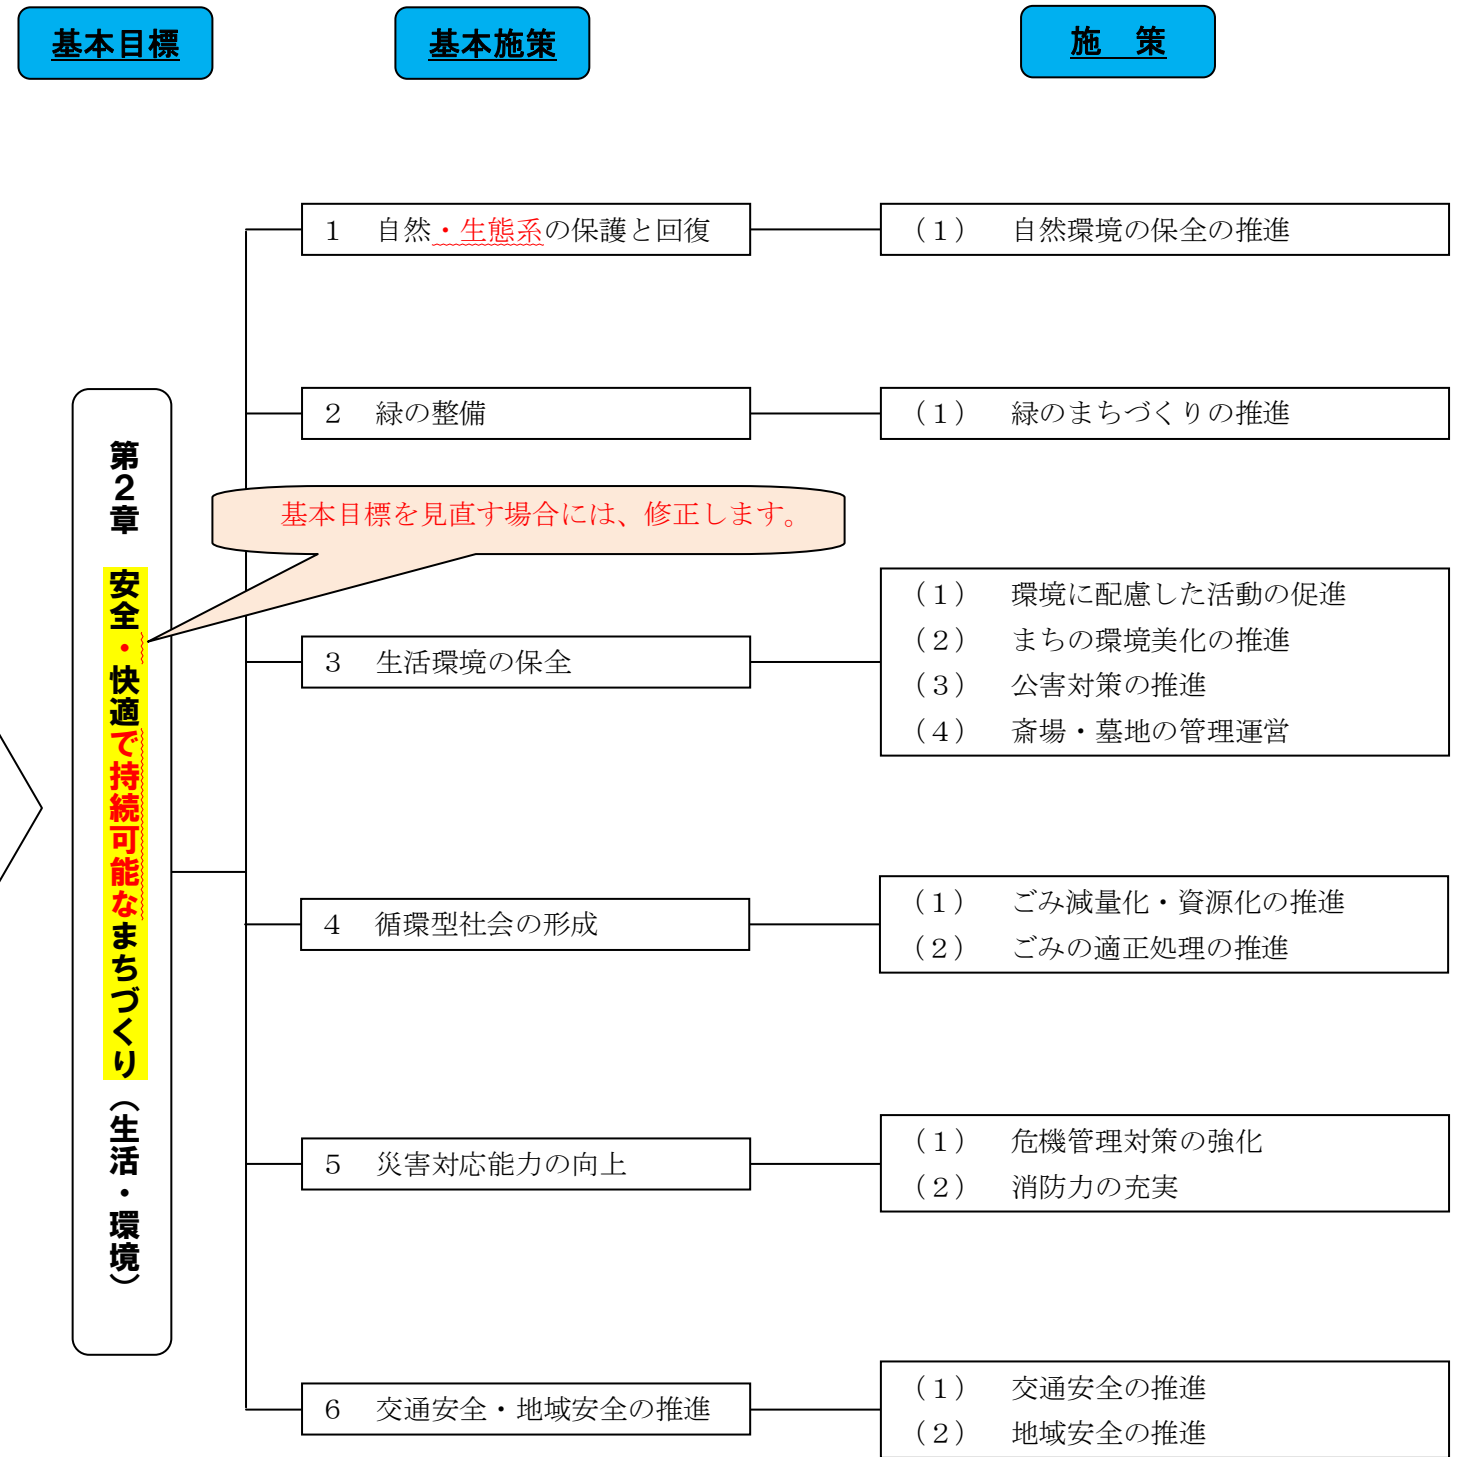 基本目標
基本施策
施　策
第２章　安全・快適で持続可能なまちづくり（生活・環境）
基本目標を見直す場合には、修正します。
１　自然・生態系の保護と回復
（１）　自然環境の保全の推進
２　緑の整備
（１）　緑のまちづくりの推進
３　生活環境の保全
（１）　環境に配慮した活動の促進
（２）　まちの環境美化の推進
（３）　公害対策の推進
（４）　斎場・墓地の管理運営
４　循環型社会の形成
（１）　ごみ減量化・資源化の推進
（２）　ごみの適正処理の推進
５　災害対応能力の向上
（１）　危機管理対策の強化
（２）　消防力の充実
６　交通安全・地域安全の推進
（１）　交通安全の推進
（２）　地域安全の推進